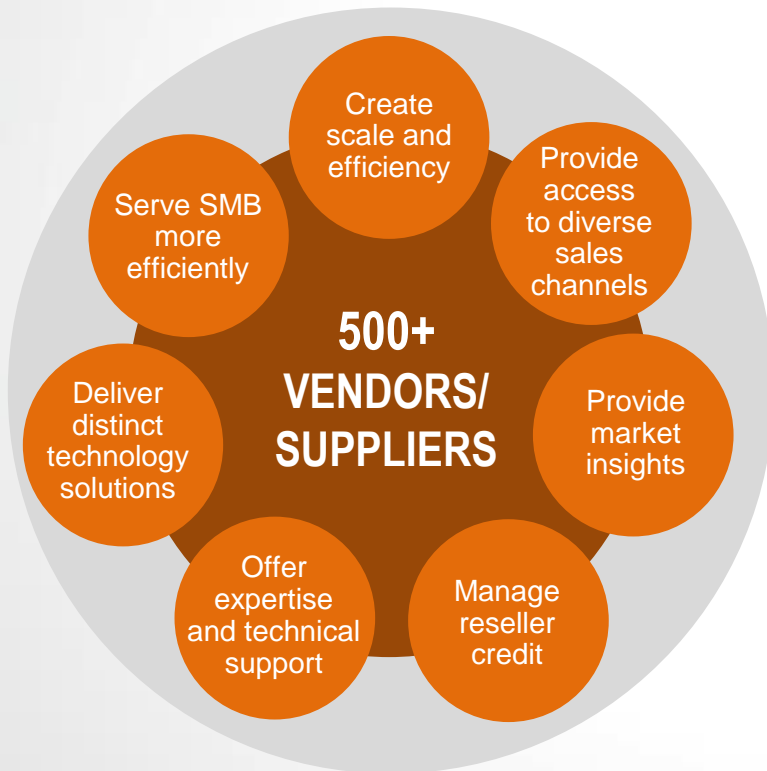 Create
scale and
efficiency
Provide
access
to diverse
sales
channels
Provide
market
insights
Manage
reseller
credit
Offer
expertise
and technical
support
Deliver
distinct
technology
solutions
Serve SMB
more
efficiently
500+
VENDORS/
SUPPLIERS